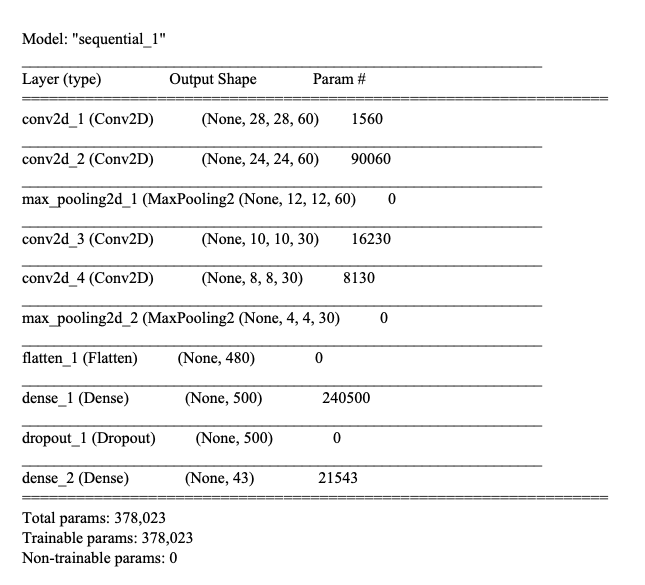 Model: "sequential_1"
Layer (type) Output Shape Param #
conv2d_1 (Conv2D) (None, 28, 28, 60) 1560
conv2d_2 (Conv2D) (None, 24, 24, 60) 90060
max_pooling2d_1 (MaxPooling2 (None, 12, 12, 60) 0
conv2d_3 (Conv2D) (None, 10, 10, 30) 16230
conv2d_4 (Conv2D) (None, 8, 8, 30) 8130
max_pooling2d_2 (MaxPooling2 (None, 4, 4, 30) 0
flatten_1 (Flatten) (None, 480) 0
dense_1 (Dense) (None, 500) 240500
dropout_1 (Dropout) (None, 500) 0
dense_2 (Dense) (None, 43) 21543
Total params: 378,023
Trainable params: 378,023
Non-trainable params: 0